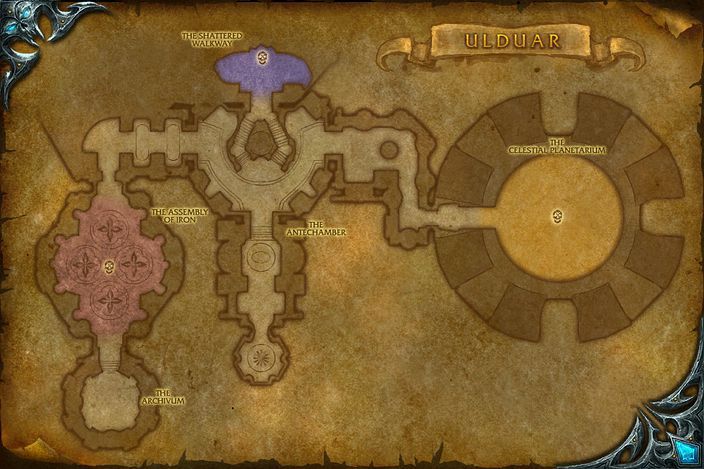 THE SHATTERED
WALKWAY
ULDUAR
THE
CELESTIAL PLANETARIUM
THE ASSEMBLY
OF IRON
THE
ANTECHAMBER
THE
ARCHIVUM